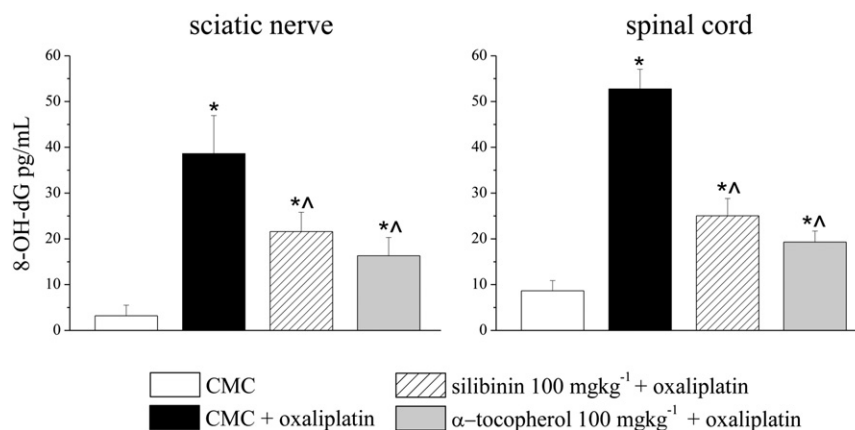 sciatic nerve
spinal cord
8-OH-dG pg/mL
60
50
40
30
20
10
0
*
*^
*^
60
50
40
30
20
10
0
*
*^
*^
CMC
silibinin 100 mgkg⁻¹ + oxaliplatin
CMC + oxaliplatin
α–tocopherol 100 mgkg⁻¹ + oxaliplatin